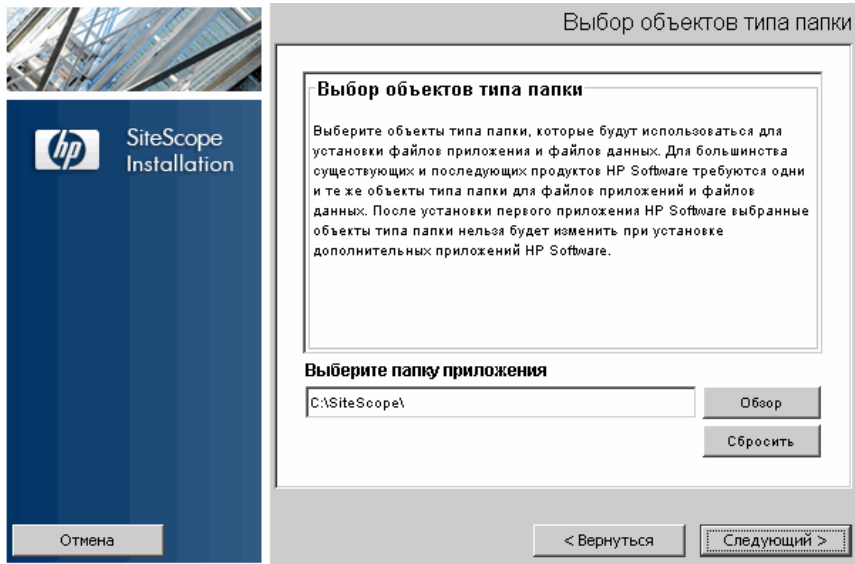 Выбор объектов типа папки
hp
SiteScope
Installation
Выбор объектов типа папки
Выберите объекты типа папки, которые будут использоваться для
установки файлов приложения и файлов данных. Для большинства
существующих и последующих продуктов HP Software требуются одни
и те же объекты типа папки для файлов приложений и файлов
данных. После установки первого приложения HP Software выбранные
объекты типа папки нельзя будет изменить при установке
дополнительных приложений HP Software.
Выберите папку приложения
C:\SiteScope\
Обзор
Сбросить
Отмена
< Вернуться
Следующий >